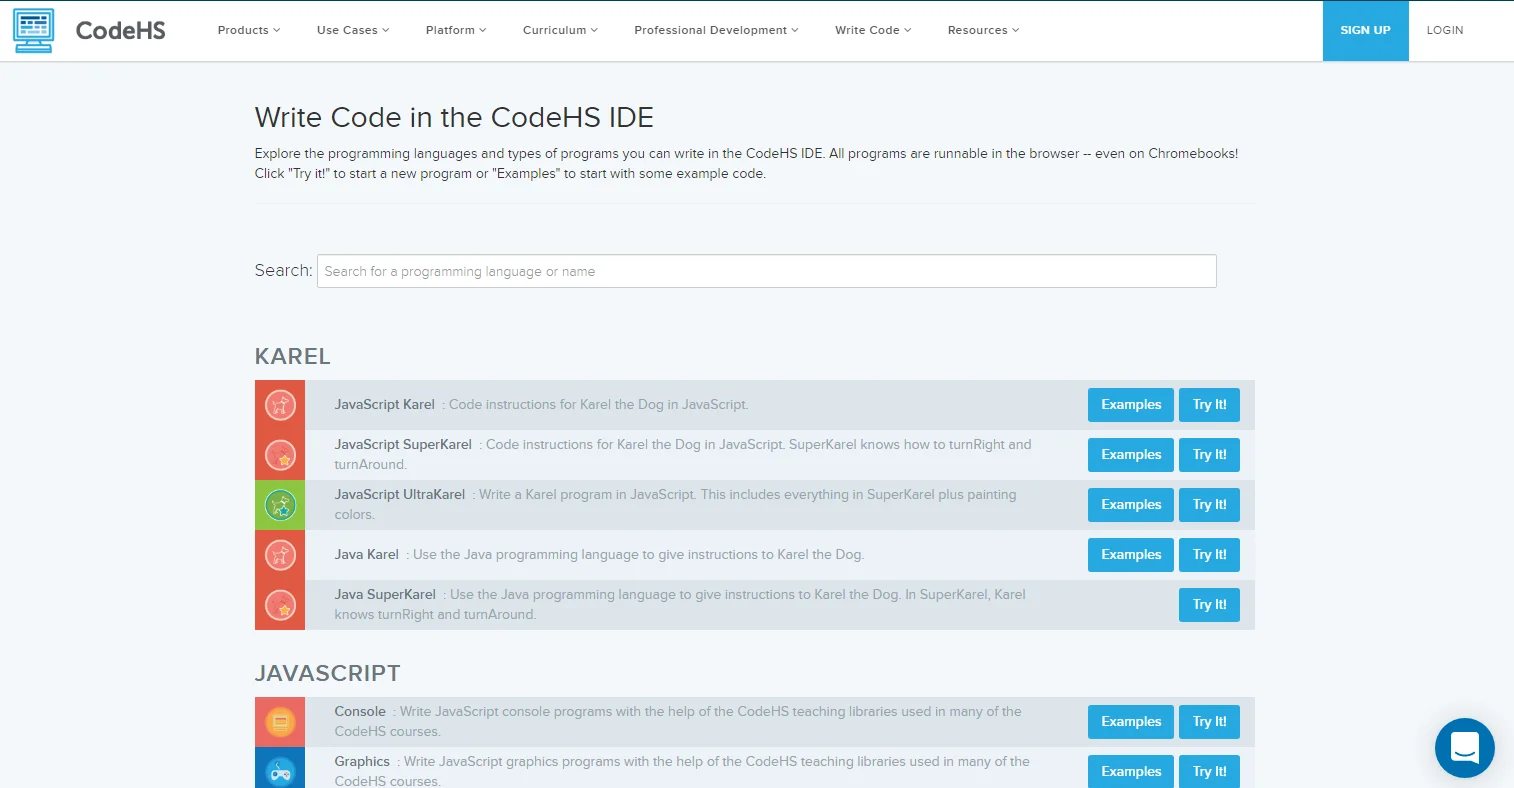 CodeHS
Products
Use Cases
Platform
Curriculum
Professional Development
Write Code
Resources
SIGN UP
LOGIN
Write Code in the CodeHS IDE
Explore the programming languages and types of programs you can write in the CodeHS IDE. All programs are runnable in the browser -- even on Chromebooks!
Click "Try it!" to start a new program or "Examples" to start with some example code.
Search:
Search for a programming language or name
KAREL
JavaScript Karel : Code instructions for Karel the Dog in JavaScript.
Examples
Try It!
JavaScript SuperKarel : Code instructions for Karel the Dog in JavaScript. SuperKarel knows how to turnRight and
turnAround.
Examples
Try It!
JavaScript UltraKarel : Write a Karel program in JavaScript. This includes everything in SuperKarel plus painting
colors.
Examples
Try It!
Java Karel : Use the Java programming language to give instructions to Karel the Dog.
Examples
Try It!
Java SuperKarel : Use the Java programming language to give instructions to Karel the Dog. In SuperKarel, Karel
knows turnRight and turnAround.
Try It!
JAVASCRIPT
Console : Write JavaScript console programs with the help of the CodeHS teaching libraries used in many of the
CodeHS courses.
Examples
Try It!
Graphics : Write JavaScript graphics programs with the help of the CodeHS teaching libraries used in many of the
CodeHS courses.
Examples
Try It!